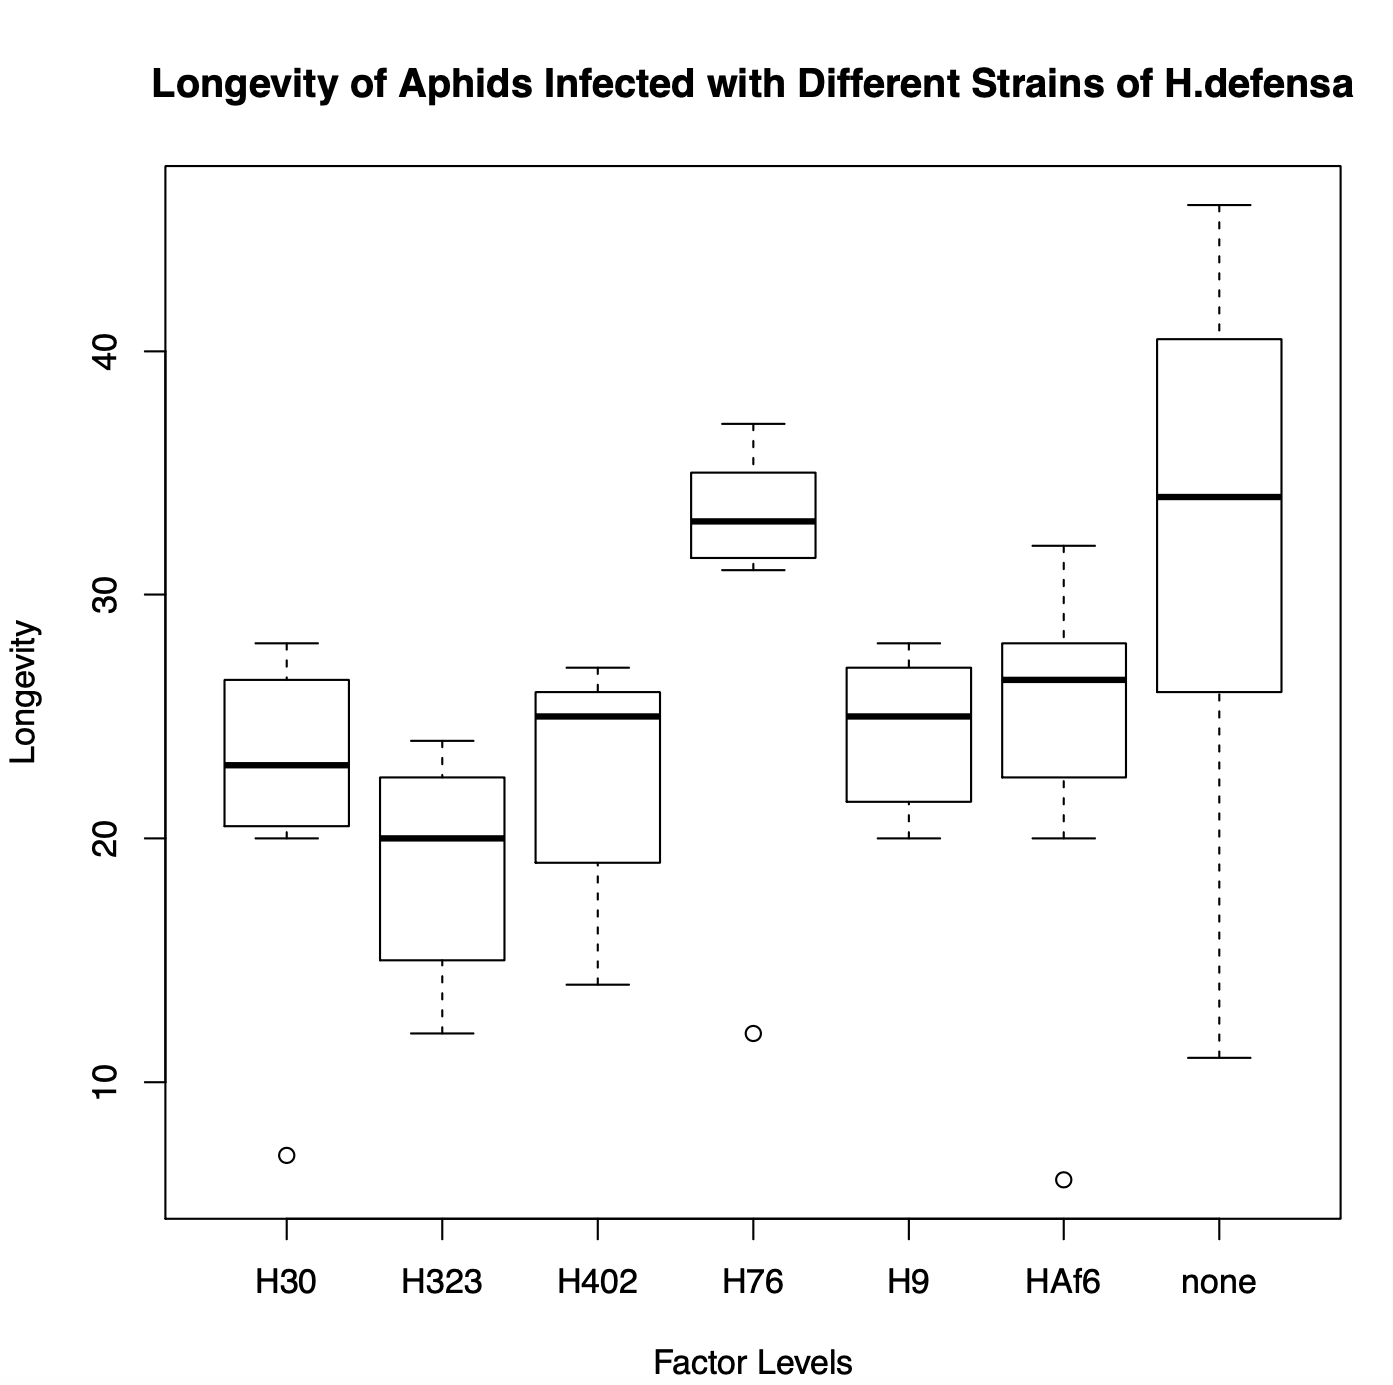 Longevity of Aphids Infected with Different Strains of H.defensa
Longevity
40
30
20
10
H30 H323 H402 H76 H9 HAf6 none
Factor Levels